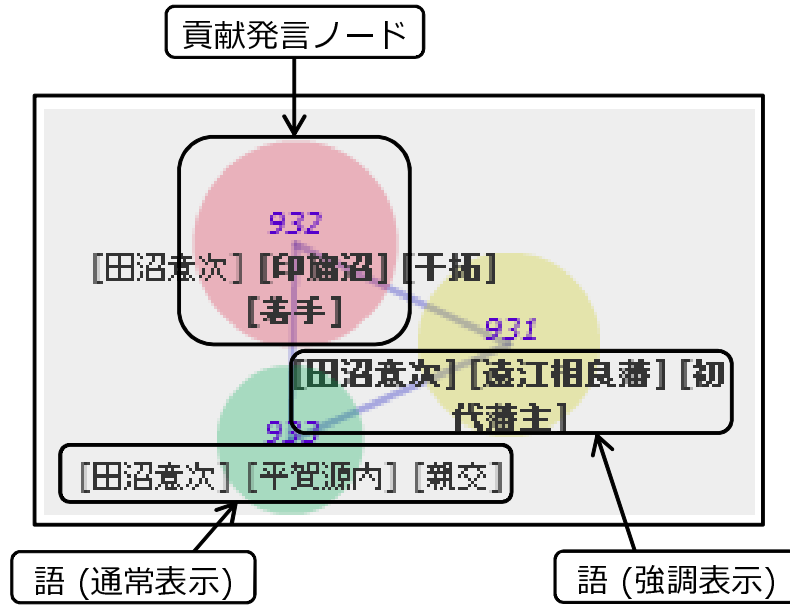 貢献発言ノード
932
[田沼意次] [印旛沼] [干拓]
[着手]
931
[田沼意次] [遠江相良藩] [初
代藩主]
933
[田沼意次] [平賀源内] [親交]
語 (通常表示)
語 (強調表示)